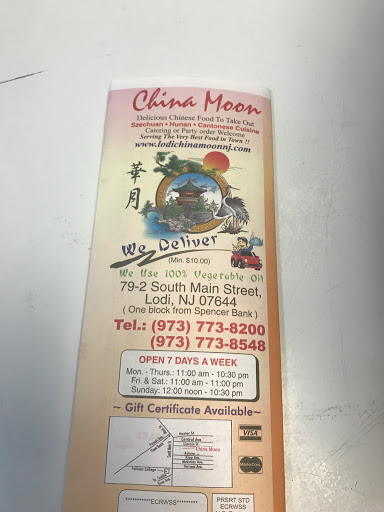 China Moon
Delicious Chinese Food To Take Out
Szechuan • Hunan • Cantonese Cuisine
Catering or Party order Welcome
Serving The Very Best Food in Town !!
www.lodichinamoonnj.com
華月
We Deliver
(Min. $10.00)
We Use 100% Vegetable Oil
79-2 South Main Street,
Lodi, NJ 07644
( One block from Spencer Bank )
Tel.: (973) 773-8200
(973) 773-8548
OPEN 7 DAYS A WEEK
Mon. - Thurs.: 11:00 am - 10:30 pm
Fri. & Sat.: 11:00 am - 11:00 pm
Sunday: 12:00 noon - 10:30 pm
~ Gift Certificate Available~
Central Ave.
China Moon
VISA
MasterCard
*****ECRWSS*****
PRSRT STD
ECRWSS